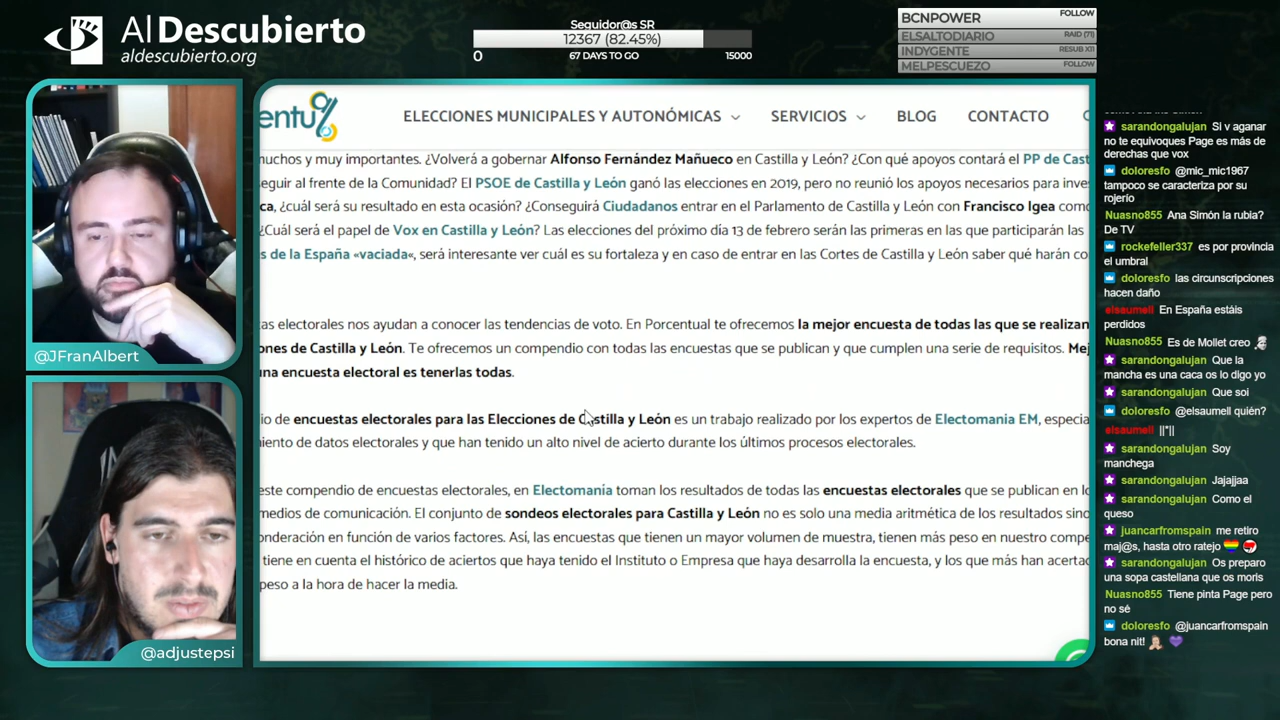 Al Descubierto
aldescubierto.org
Seguidor@s SR
12367 (82.45%)
0
67 DAYS TO GO
15000
BCNPOWER FOLLOW
ELSALTODIARIO RAID (71)
INDYGENTE RESUB X11
MELPESCUEZO FOLLOW
@JFranAlbert
@adjustepsi
entu%
ELECCIONES MUNICIPALES Y AUTONÓMICAS
SERVICIOS
BLOG
CONTACTO
muchos y muy importantes. ¿Volverá a gobernar Alfonso Fernández Mañueco en Castilla y León? ¿Con qué apoyos contará el PP de Cast
seguir al frente de la Comunidad? El PSOE de Castilla y León ganó las elecciones en 2019, pero no reunió los apoyos necesarios para inves
ca, ¿cuál será su resultado en esta ocasión? ¿Conseguirá Ciudadanos entrar en el Parlamento de Castilla y León con Francisco Igea como
¿Cuál será el papel de Vox en Castilla y León? Las elecciones del próximo día 13 de febrero serán las primeras en las que participarán las
s de la España «vaciada«, será interesante ver cuál es su fortaleza y en caso de entrar en las Cortes de Castilla y León saber qué harán co
as electorales nos ayudan a conocer las tendencias de voto. En Porcentual te ofrecemos la mejor encuesta de todas las que se realizan
ones de Castilla y León. Te ofrecemos un compendio con todas las encuestas que se publican y que cumplen una serie de requisitos. Mej
una encuesta electoral es tenerlas todas.
io de encuestas electorales para las Elecciones de Castilla y León es un trabajo realizado por los expertos de Electomania EM, especia
iento de datos electorales y que han tenido un alto nivel de acierto durante los últimos procesos electorales.
este compendio de encuestas electorales, en Electomanía toman los resultados de todas las encuestas electorales que se publican en lo
medios de comunicación. El conjunto de sondeos electorales para Castilla y León no es solo una media aritmética de los resultados sino
onderación en función de varios factores. Así, las encuestas que tienen un mayor volumen de muestra, tienen más peso en nuestro compe
tiene en cuenta el histórico de aciertos que haya tenido el Instituto o Empresa que haya desarrolla la encuesta, y los que más han acertad
peso a la hora de hacer la media.
sarandongalujan Si v aganar
no te equivoques Page es más de
derechas que vox
doloresfo @mic_mic1967
tampoco se caracteriza por su
rojerío
Nuasno855 Ana Simón la rubia?
De TV
rockefeller337 es por provincia
el umbral
doloresfo las circunscripciones
hacen daño
elsaumell En España estáis
perdidos
Nuasno855 Es de Mollet creo
sarandongalujan Que la
mancha es una caca os lo digo yo
sarandongalujan Que soi
doloresfo @elsaumell quién?
elsaumell ||*||
sarandongalujan Soy
manchega
sarandongalujan Jajajjaa
sarandongalujan Como el
queso
juancarfromspain me retiro
maj@s, hasta otro ratejo
sarandongalujan Os preparo
una sopa castellana que os moris
Nuasno855 Tiene pinta Page pero
no sé
doloresfo @juancarfromspain
bona nit!